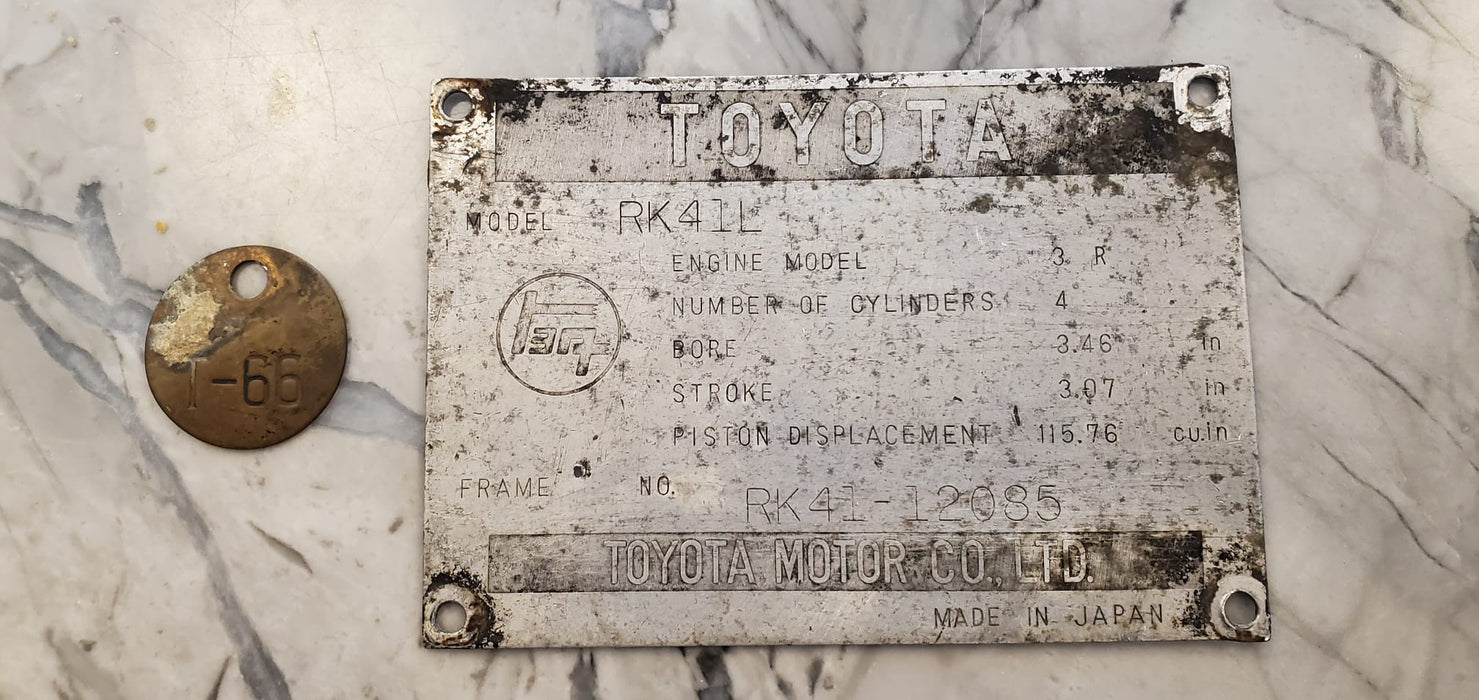 T-66
TOYOTA
MODEL RK41L
ENGINE MODEL 3 R
NUMBER OF CYLINDERS 4
BORE 3.46 in
STROKE 3.07 in
PISTON DISPLACEMENT 115.76 cu.in
FRAME NO. RK41-12085
TOYOTA MOTOR CO., LTD.
MADE IN JAPAN